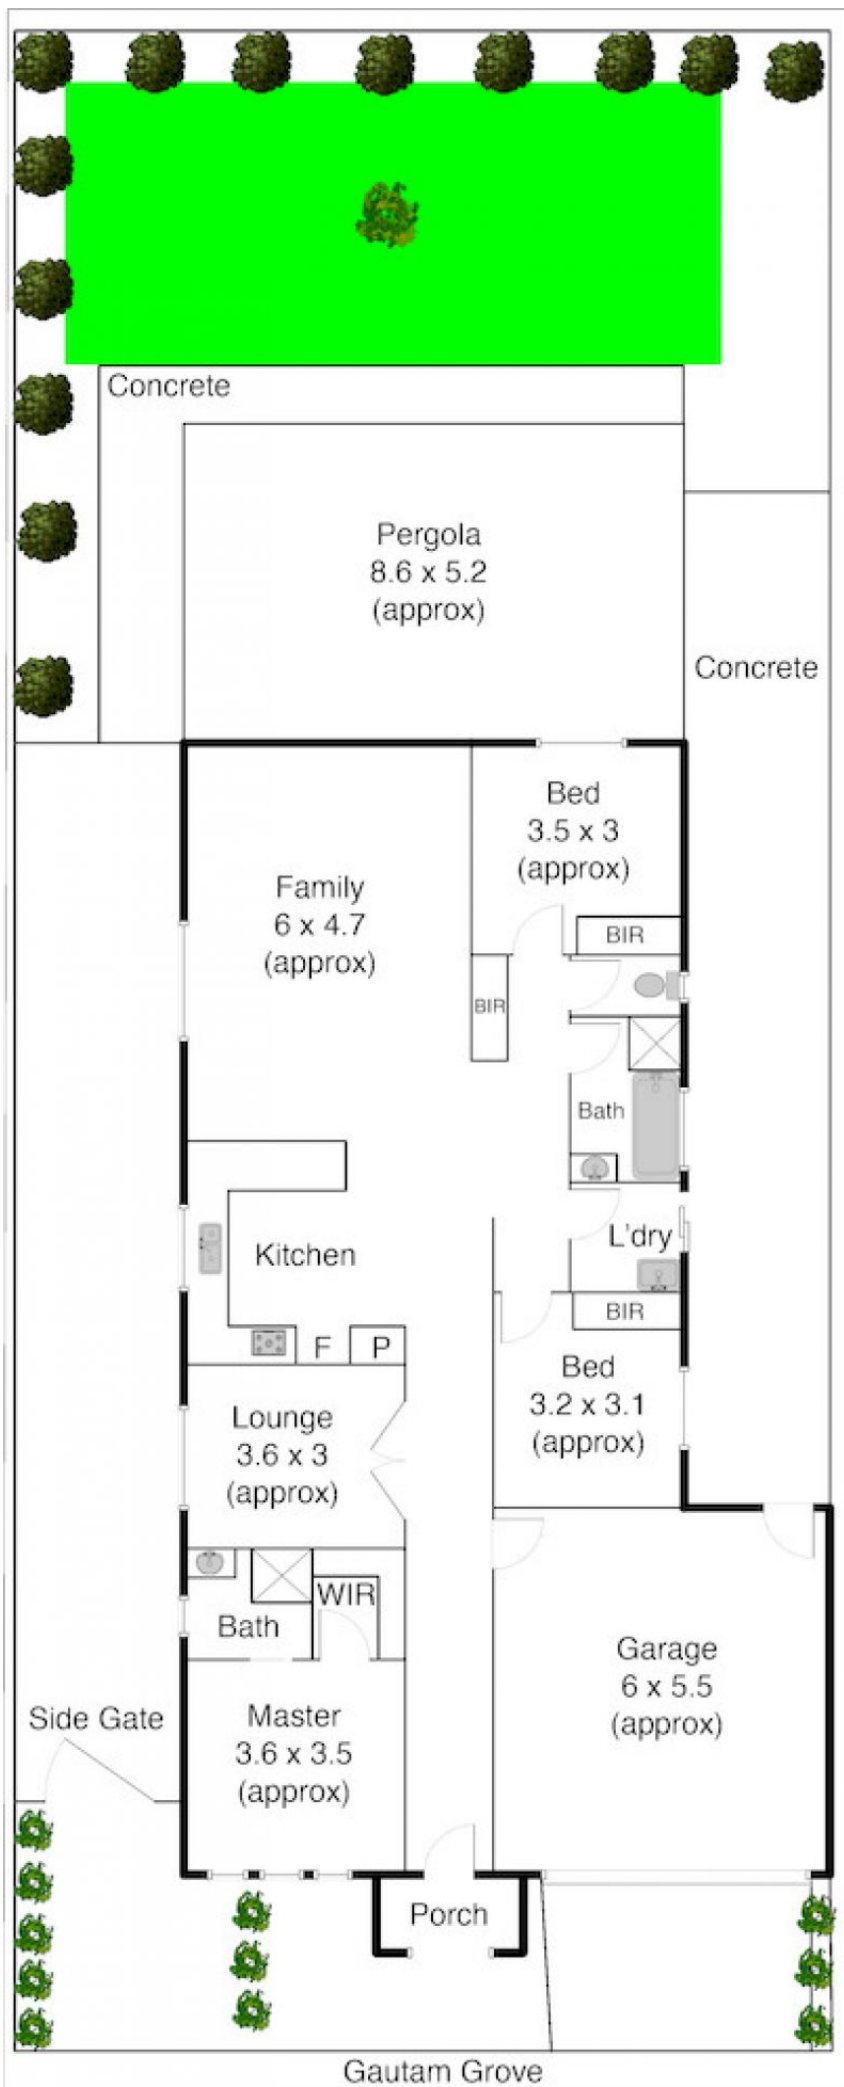 Concrete
Pergola
8.6 x 5.2
(approx)
Concrete
Bed
3.5 x 3
(approx)
Family
6 x 4.7
(approx)
BIR
BIR
Bath
L'dry
Kitchen
BIR
F
P
Bed
3.2 x 3.1
(approx)
Lounge
3.6 x 3
(approx)
WIR
Bath
Garage
6 x 5.5
(approx)
Side Gate
Master
3.6 x 3.5
(approx)
Porch
Gautam Grove